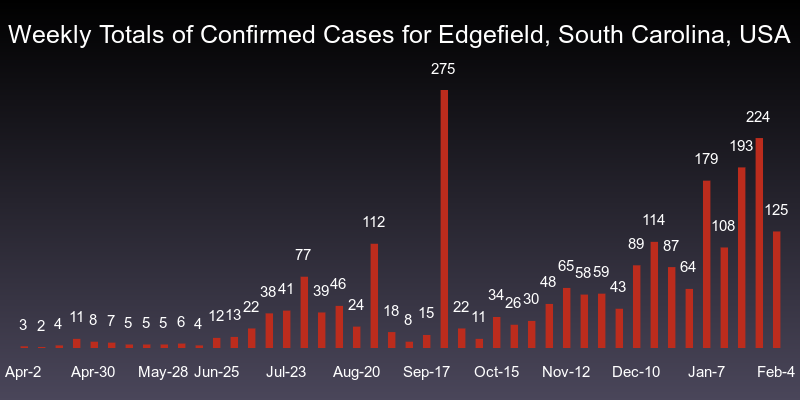 Weekly Totals of Confirmed Cases for Edgefield, South Carolina, USA
3 2 4 11 8 7 5 5 5 6 4 12 13 22 38 41 77 39 46 24 112 18 8 15 275 22 11 34 26 30 48 65 58 59 43 89 114 87 64 179 108 193 224 125
Apr-2 Apr-30 May-28 Jun-25 Jul-23 Aug-20 Sep-17 Oct-15 Nov-12 Dec-10 Jan-7 Feb-4